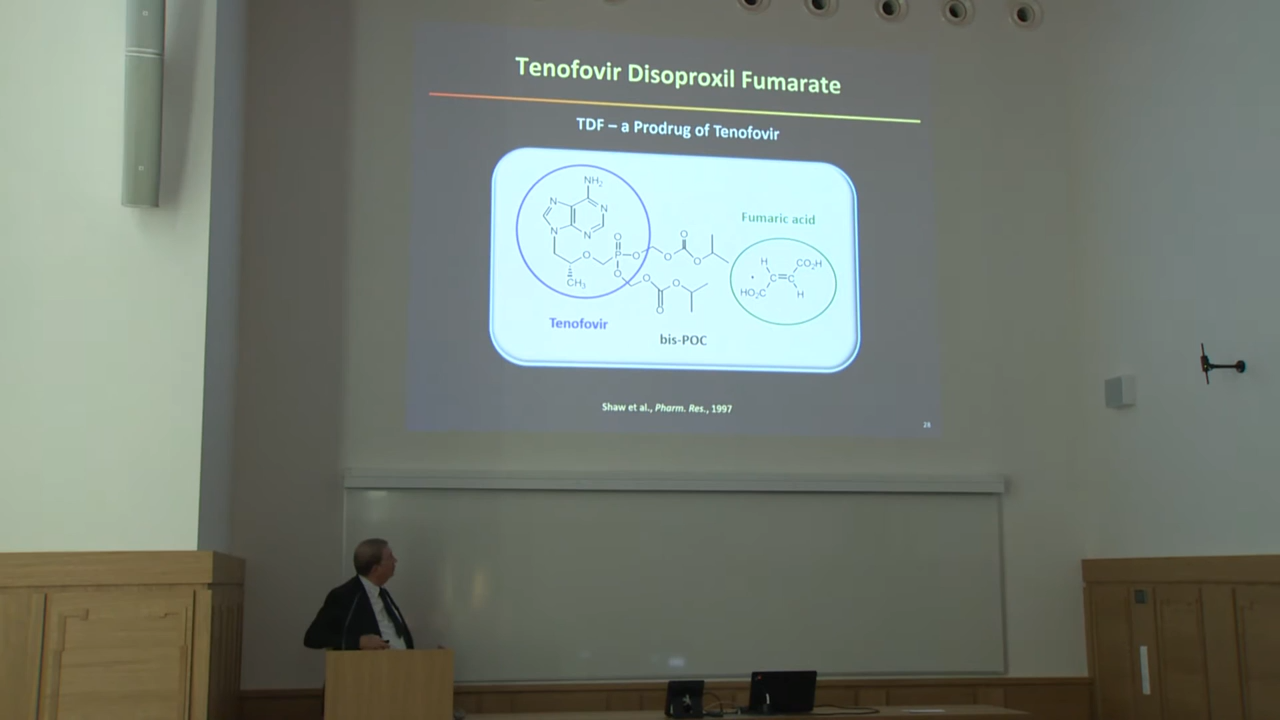 Tenofovir Disoproxil Fumarate
TDF – a Prodrug of Tenofovir
NH2
N
N
N
N
O
P
O
O
O
O
O
CH3
O
O
O
O
Fumaric acid
H
CO2H
C=C
HO2C
H
Tenofovir
bis-POC
Shaw et al., Pharm. Res., 1997